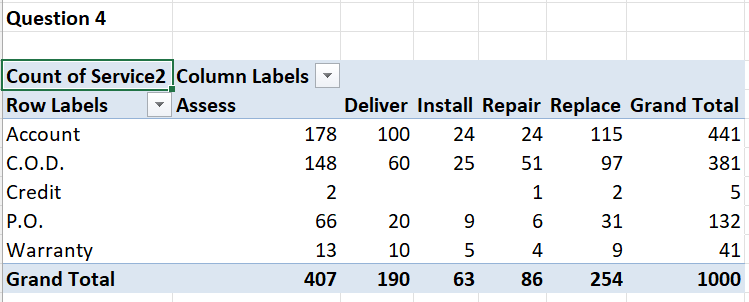 Question 4
Count of Service2 Column Labels
Row Labels Assess Deliver Install Repair Replace Grand Total
Account 178 100 24 24 115 441
C.O.D. 148 60 25 51 97 381
Credit 2 1 2 5
P.O. 66 20 9 6 31 132
Warranty 13 10 5 4 9 41
Grand Total 407 190 63 86 254 1000